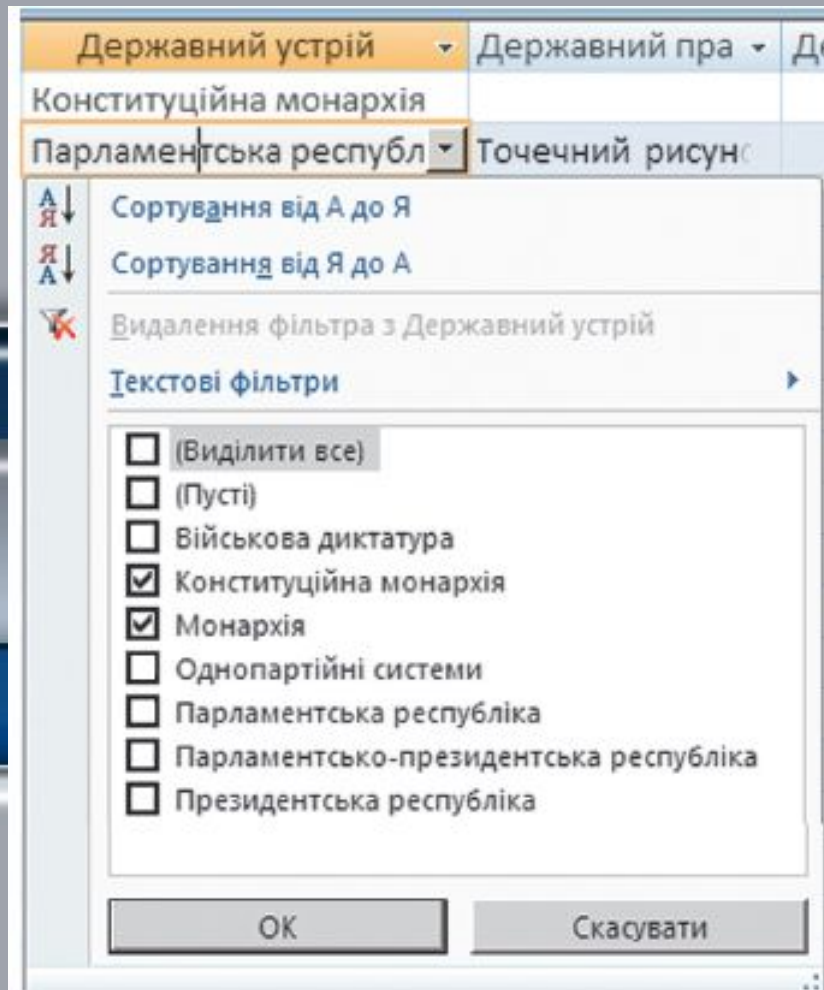 Державний устрій Державний пра Де
Конституційна монархія
Парламентська республ Точечний рисун
Сортування від А до Я
Сортування від Я до А
Видалення фільтра з Державний устрій
Текстові фільтри
(Виділити все)
(Пусті)
Військова диктатура
Конституційна монархія
Монархія
Однопартійні системи
Парламентська республіка
Парламентсько-президентська республіка
Президентська республіка
ОК Скасувати